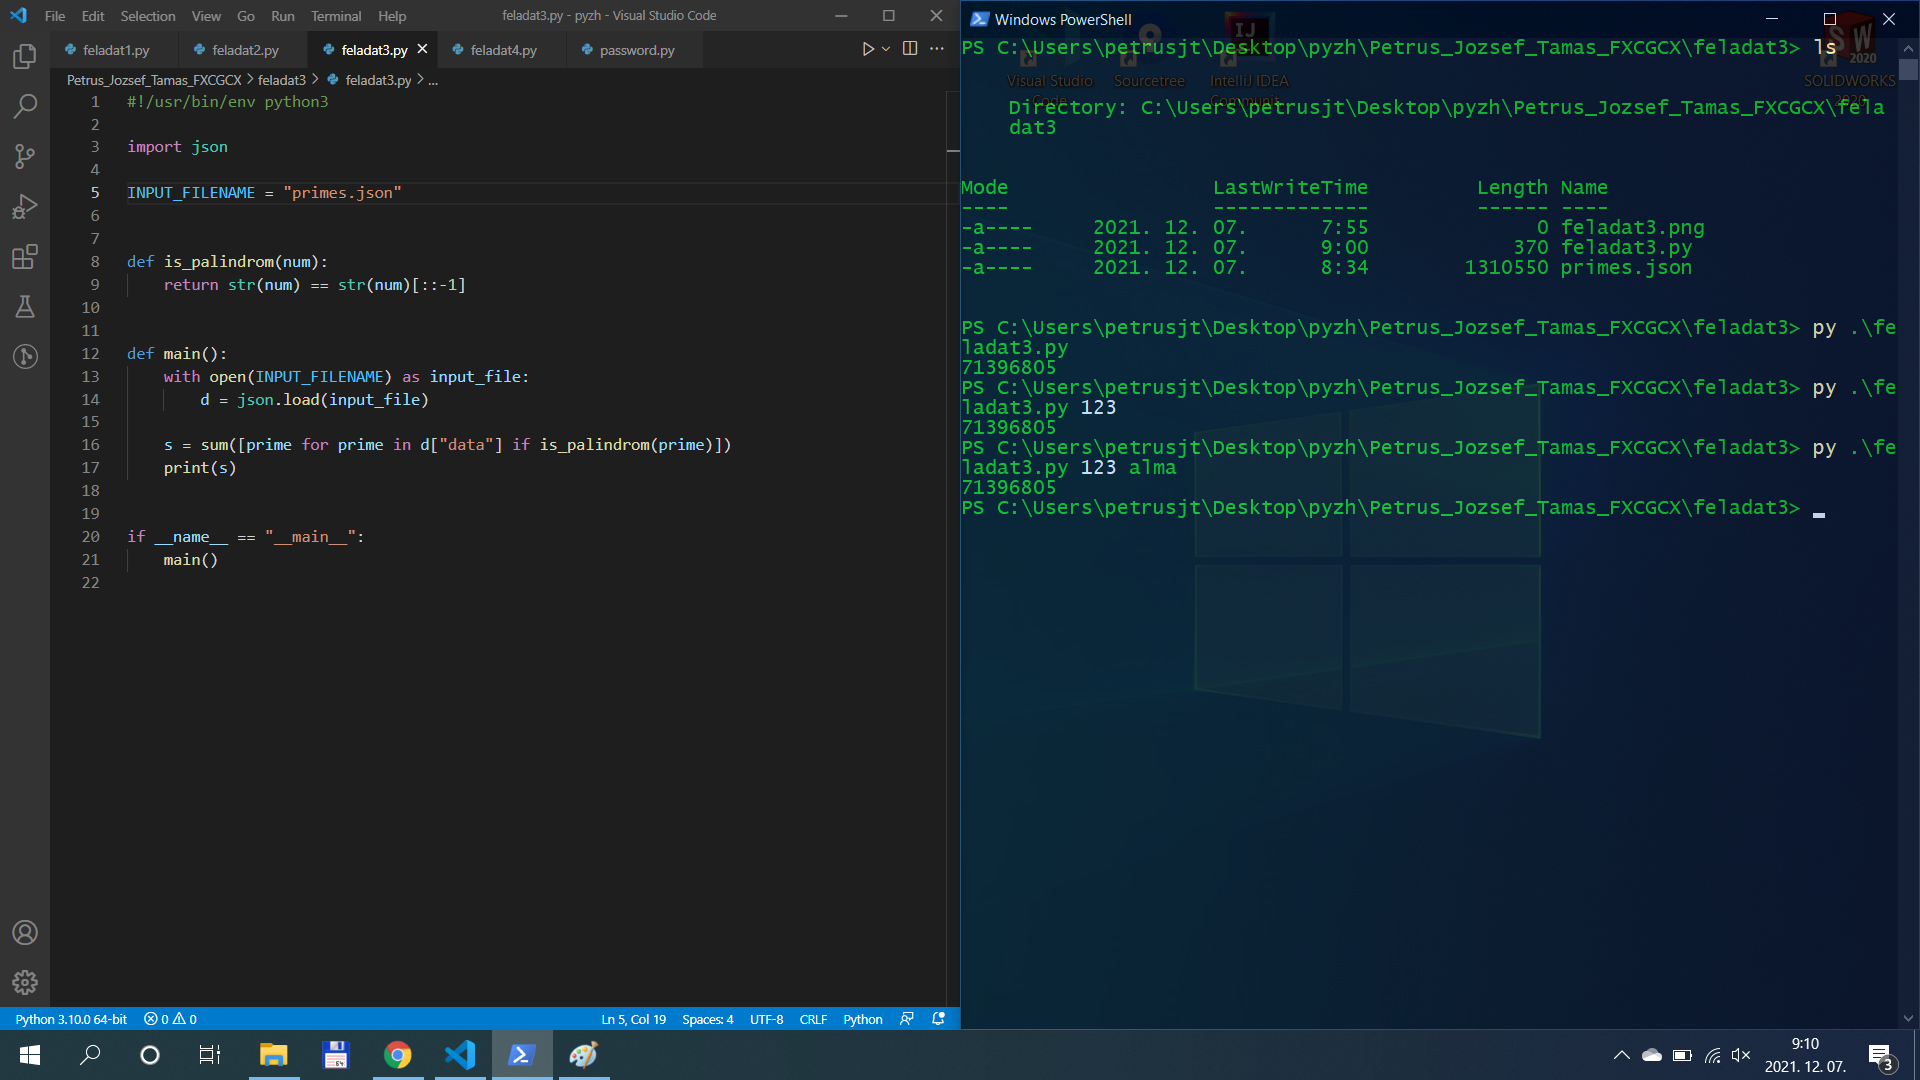 File Edit Selection View Go Run Terminal Help
feladat3.py - pyzh - Visual Studio Code
feladat1.py
feladat2.py
feladat3.py
feladat4.py
password.py
Petrus_Jozsef_Tamas_FXCGCX > feladat3 > feladat3.py > ...
1 #!/usr/bin/env python3
2
3 import json
4
5 INPUT_FILENAME = "primes.json"
6
7
8 def is_palindrom(num):
9     return str(num) == str(num)[::-1]
10
11
12 def main():
13     with open(INPUT_FILENAME) as input_file:
14         d = json.load(input_file)
15
16     s = sum([prime for prime in d["data"] if is_palindrom(prime)])
17     print(s)
18
19
20 if __name__ == "__main__":
21     main()
22
Python 3.10.0 64-bit 0 0
Ln 5, Col 19 Spaces: 4 UTF-8 CRLF Python
Windows PowerShell
PS C:\Users\petrusjt\Desktop\pyzh\Petrus_Jozsef_Tamas_FXCGCX\feladat3> ls
Visual Studio Code
Sourcetree
IntelliJ IDEA
SOLIDWORKS 2020
    Directory: C:\Users\petrusjt\Desktop\pyzh\Petrus_Jozsef_Tamas_FXCGCX\fela
    dat3
Mode                 LastWriteTime         Length Name
----                 -------------         ------ ----
-a----       2021. 12. 07.      7:55              0 feladat3.png
-a----       2021. 12. 07.      9:00            370 feladat3.py
-a----       2021. 12. 07.      8:34        1310550 primes.json
PS C:\Users\petrusjt\Desktop\pyzh\Petrus_Jozsef_Tamas_FXCGCX\feladat3> py .\fe
ladat3.py
71396805
PS C:\Users\petrusjt\Desktop\pyzh\Petrus_Jozsef_Tamas_FXCGCX\feladat3> py .\fe
ladat3.py 123
71396805
PS C:\Users\petrusjt\Desktop\pyzh\Petrus_Jozsef_Tamas_FXCGCX\feladat3> py .\fe
ladat3.py 123 alma
71396805
PS C:\Users\petrusjt\Desktop\pyzh\Petrus_Jozsef_Tamas_FXCGCX\feladat3> _
9:10
2021. 12. 07.
3